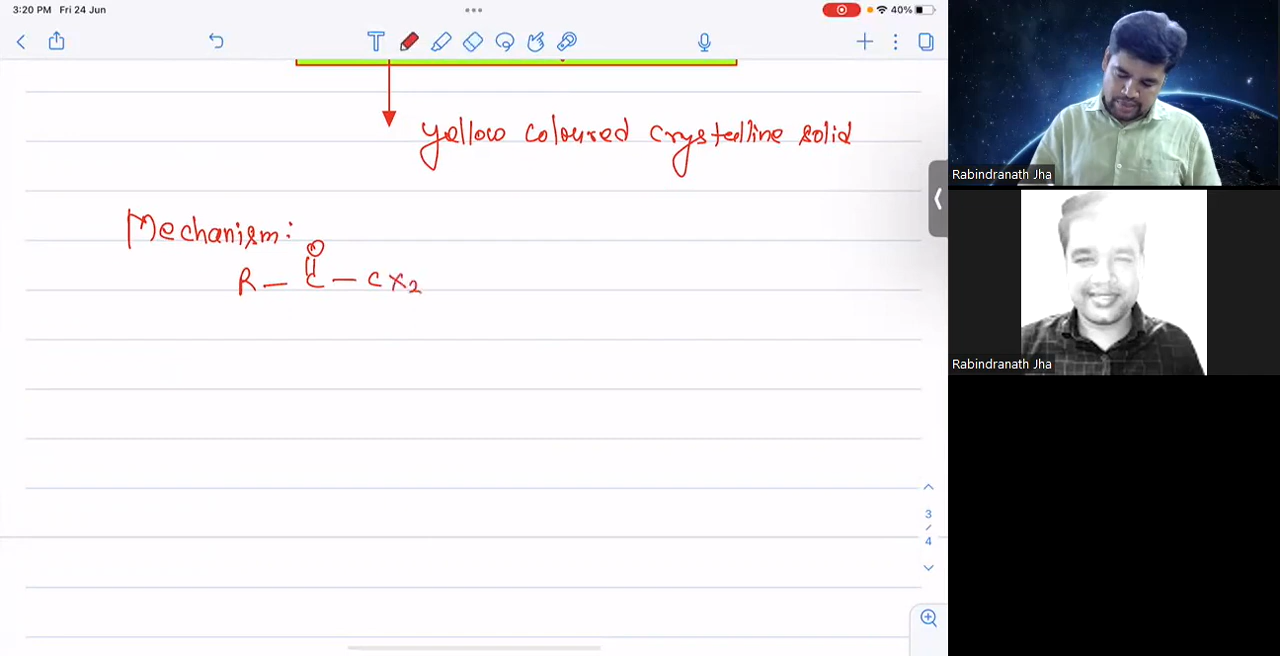 3:20 PM Fri 24 Jun
40%
T
yellow coloured crystalline solid
Mechanism:
O
R — C — CX2
3
/
4
Rabindranath Jha
Rabindranath Jha